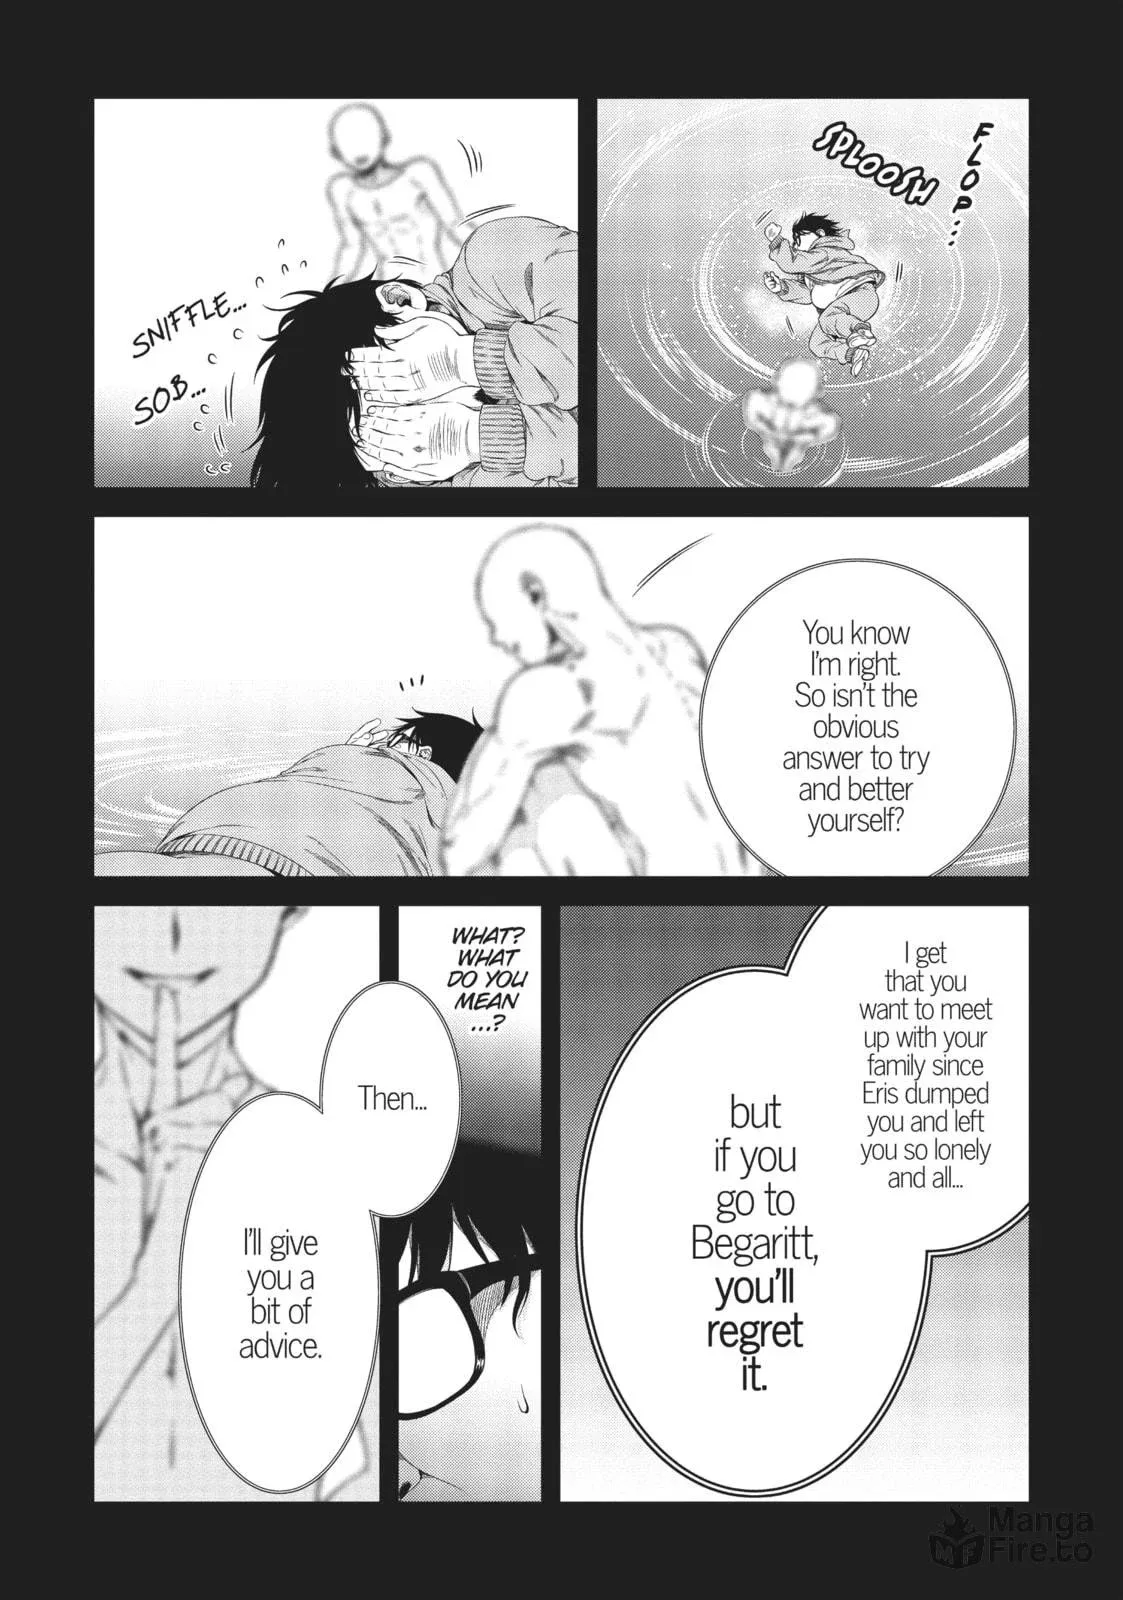 FLOP...
SPLOOSH
SNIFFLE...
SOB...
You know
I'm right.
So isn't the
obvious
answer to try
and better
yourself?
I get
that you
want to meet
up with your
family since
Eris dumped
you and left
you so lonely
and all...
but
if you
go to
Begaritt,
you'll
regret
it.
WHAT?
WHAT
DO YOU
MEAN
...?
Then...
I'll give
you a
bit of
advice.
Manga
Fire.to
MF